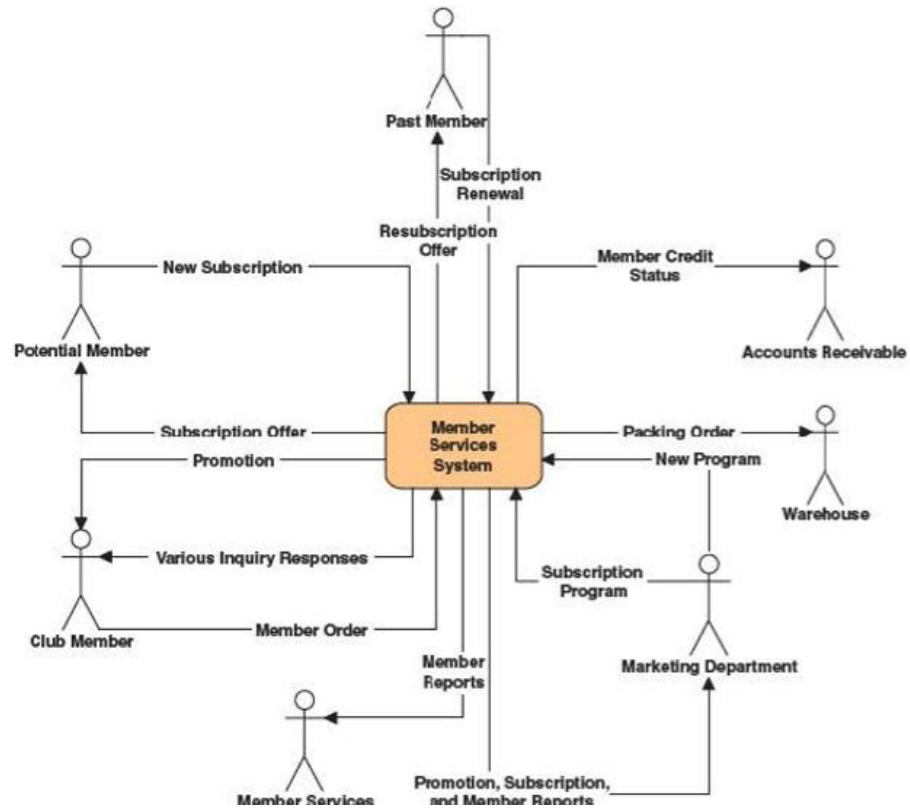 Past Member
Subscription
Renewal
Resubscription
Offer
New Subscription
Member Credit
Status
Potential Member
Accounts Receivable
Subscription Offer
Member
Services
System
Packing Order
Promotion
New Program
Warehouse
Various Inquiry Responses
Subscription
Program
Member Order
Club Member
Member
Reports
Marketing Department
Promotion, Subscription,
and Member Reports
Member Services